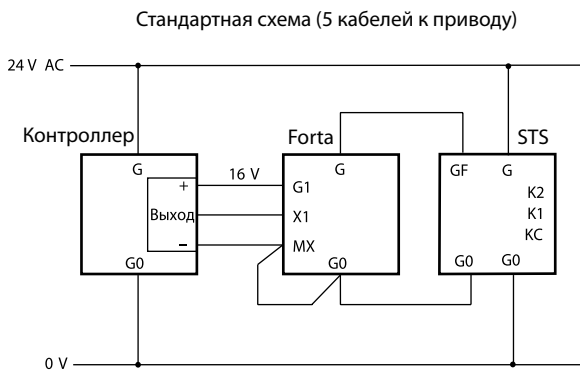 Стандартная схема (5 кабелей к приводу)
24 V AC
Контроллер
Forta
STS
G
G
GF
G
+
16 V
G1
K2
Выход
X1
K1
–
MX
KC
G0
G0
G0
G0
0 V